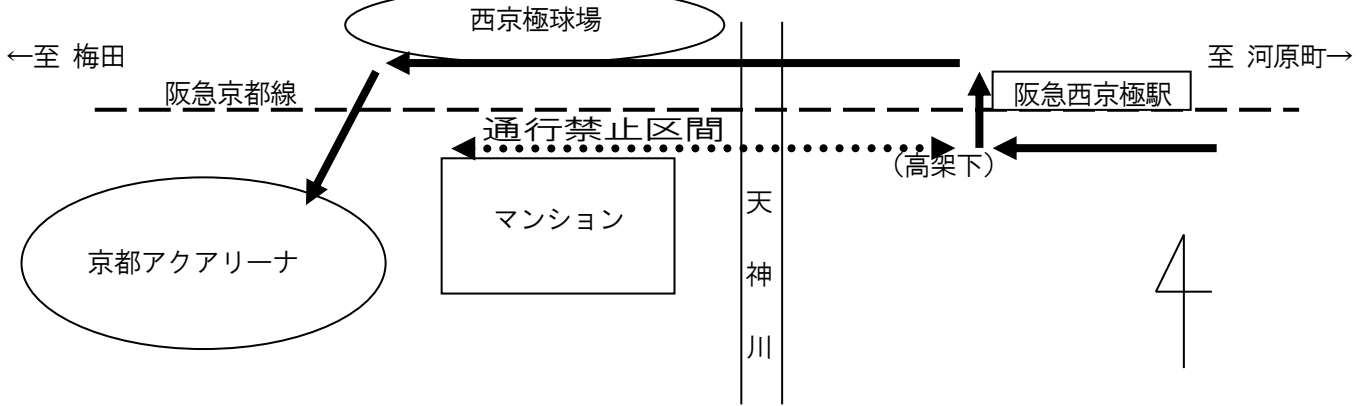 西京極球場
←至 梅田
至 河原町→
阪急京都線
阪急西京極駅
通行禁止区間
(高架下)
マンション
天神川
京都アクアリーナ